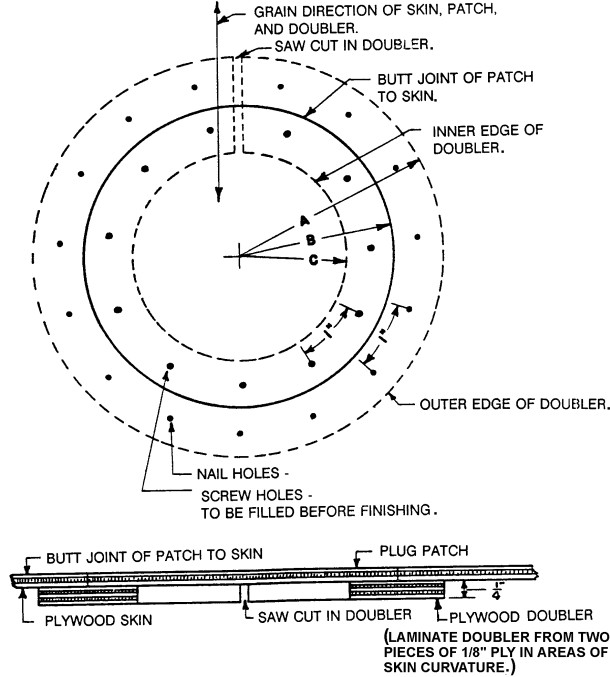 GRAIN DIRECTION OF SKIN, PATCH,
AND DOUBLER.
SAW CUT IN DOUBLER.
BUTT JOINT OF PATCH
TO SKIN.
INNER EDGE OF
DOUBLER.
A
B
C
1"
1"
OUTER EDGE OF DOUBLER.
NAIL HOLES -
SCREW HOLES -
TO BE FILLED BEFORE FINISHING.
BUTT JOINT OF PATCH TO SKIN
PLUG PATCH
1"
4
PLYWOOD SKIN
SAW CUT IN DOUBLER
PLYWOOD DOUBLER
(LAMINATE DOUBLER FROM TWO
PIECES OF 1/8" PLY IN AREAS OF
SKIN CURVATURE.)